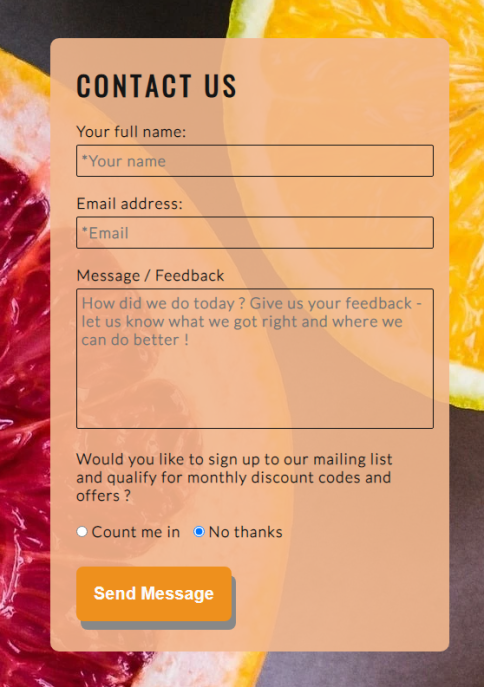 CONTACT US
Your full name:
*Your name
Email address:
*Email
Message / Feedback
How did we do today ? Give us your feedback -
let us know what we got right and where we
can do better !
Would you like to sign up to our mailing list
and qualify for monthly discount codes and
offers ?
Count me in No thanks
Send Message